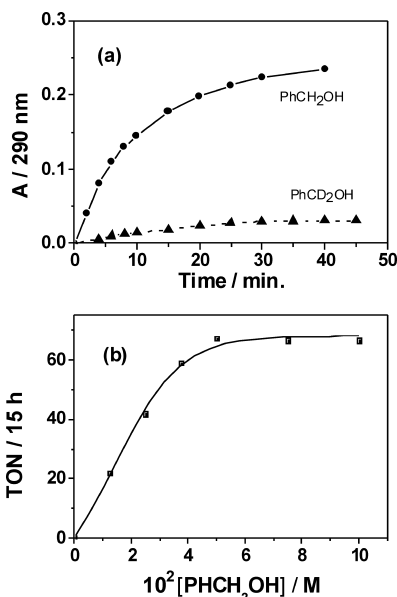 0.3
(a)
0.2
PhCH2OH
A / 290 nm
0.1
PhCD2OH
0.0
0 10 20 30 40 50
Time / min.
(b)
60
TON / 15 h
40
20
0
0 2 4 6 8 10
10²[PHCH2OH] / M